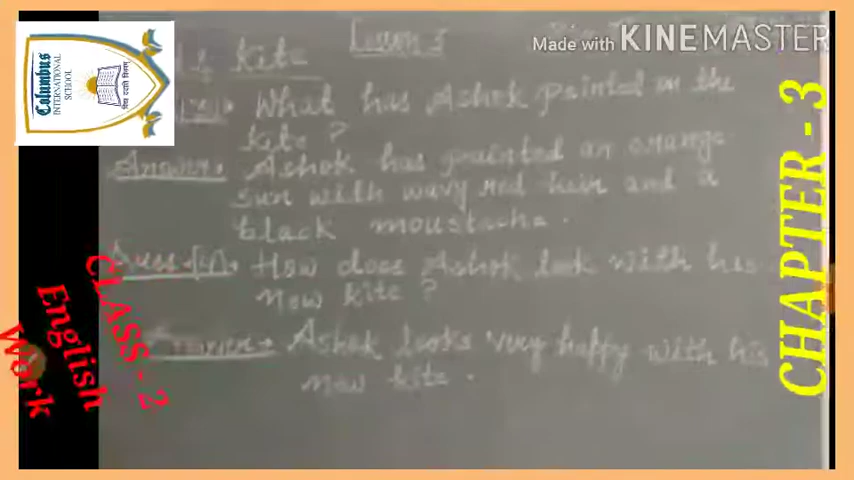 Columbus
INTERNATIONAL
SCHOOL
Made with KINEMASTER
Lesson 3
Kite
What has Ashok painted on the
kite?
Answer. Ashok has painted an orange
sun with wavy red hair and a
black moustache.
How does Ashok look with his
new kite?
Answer. Ashok looks very happy with his
new kite.
CLASS-2
English
Work
CHAPTER-3